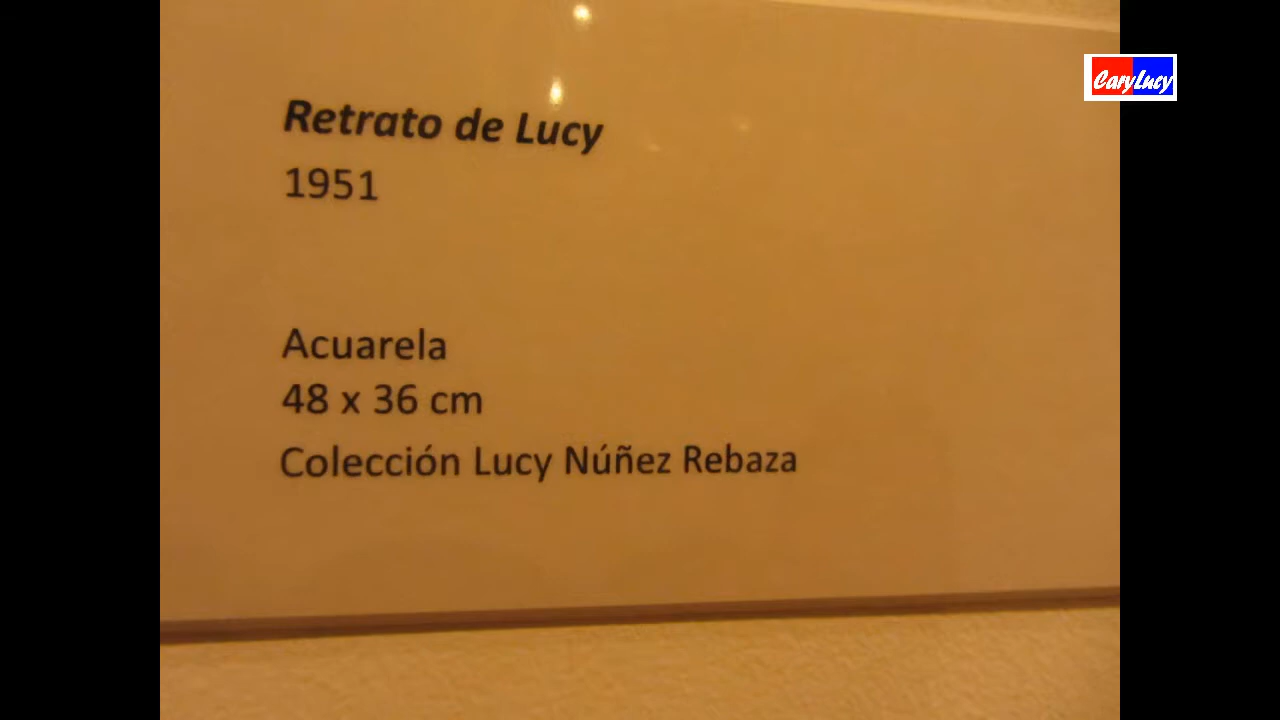 CaryLucy
Retrato de Lucy
1951
Acuarela
48 x 36 cm
Colección Lucy Núñez Rebaza